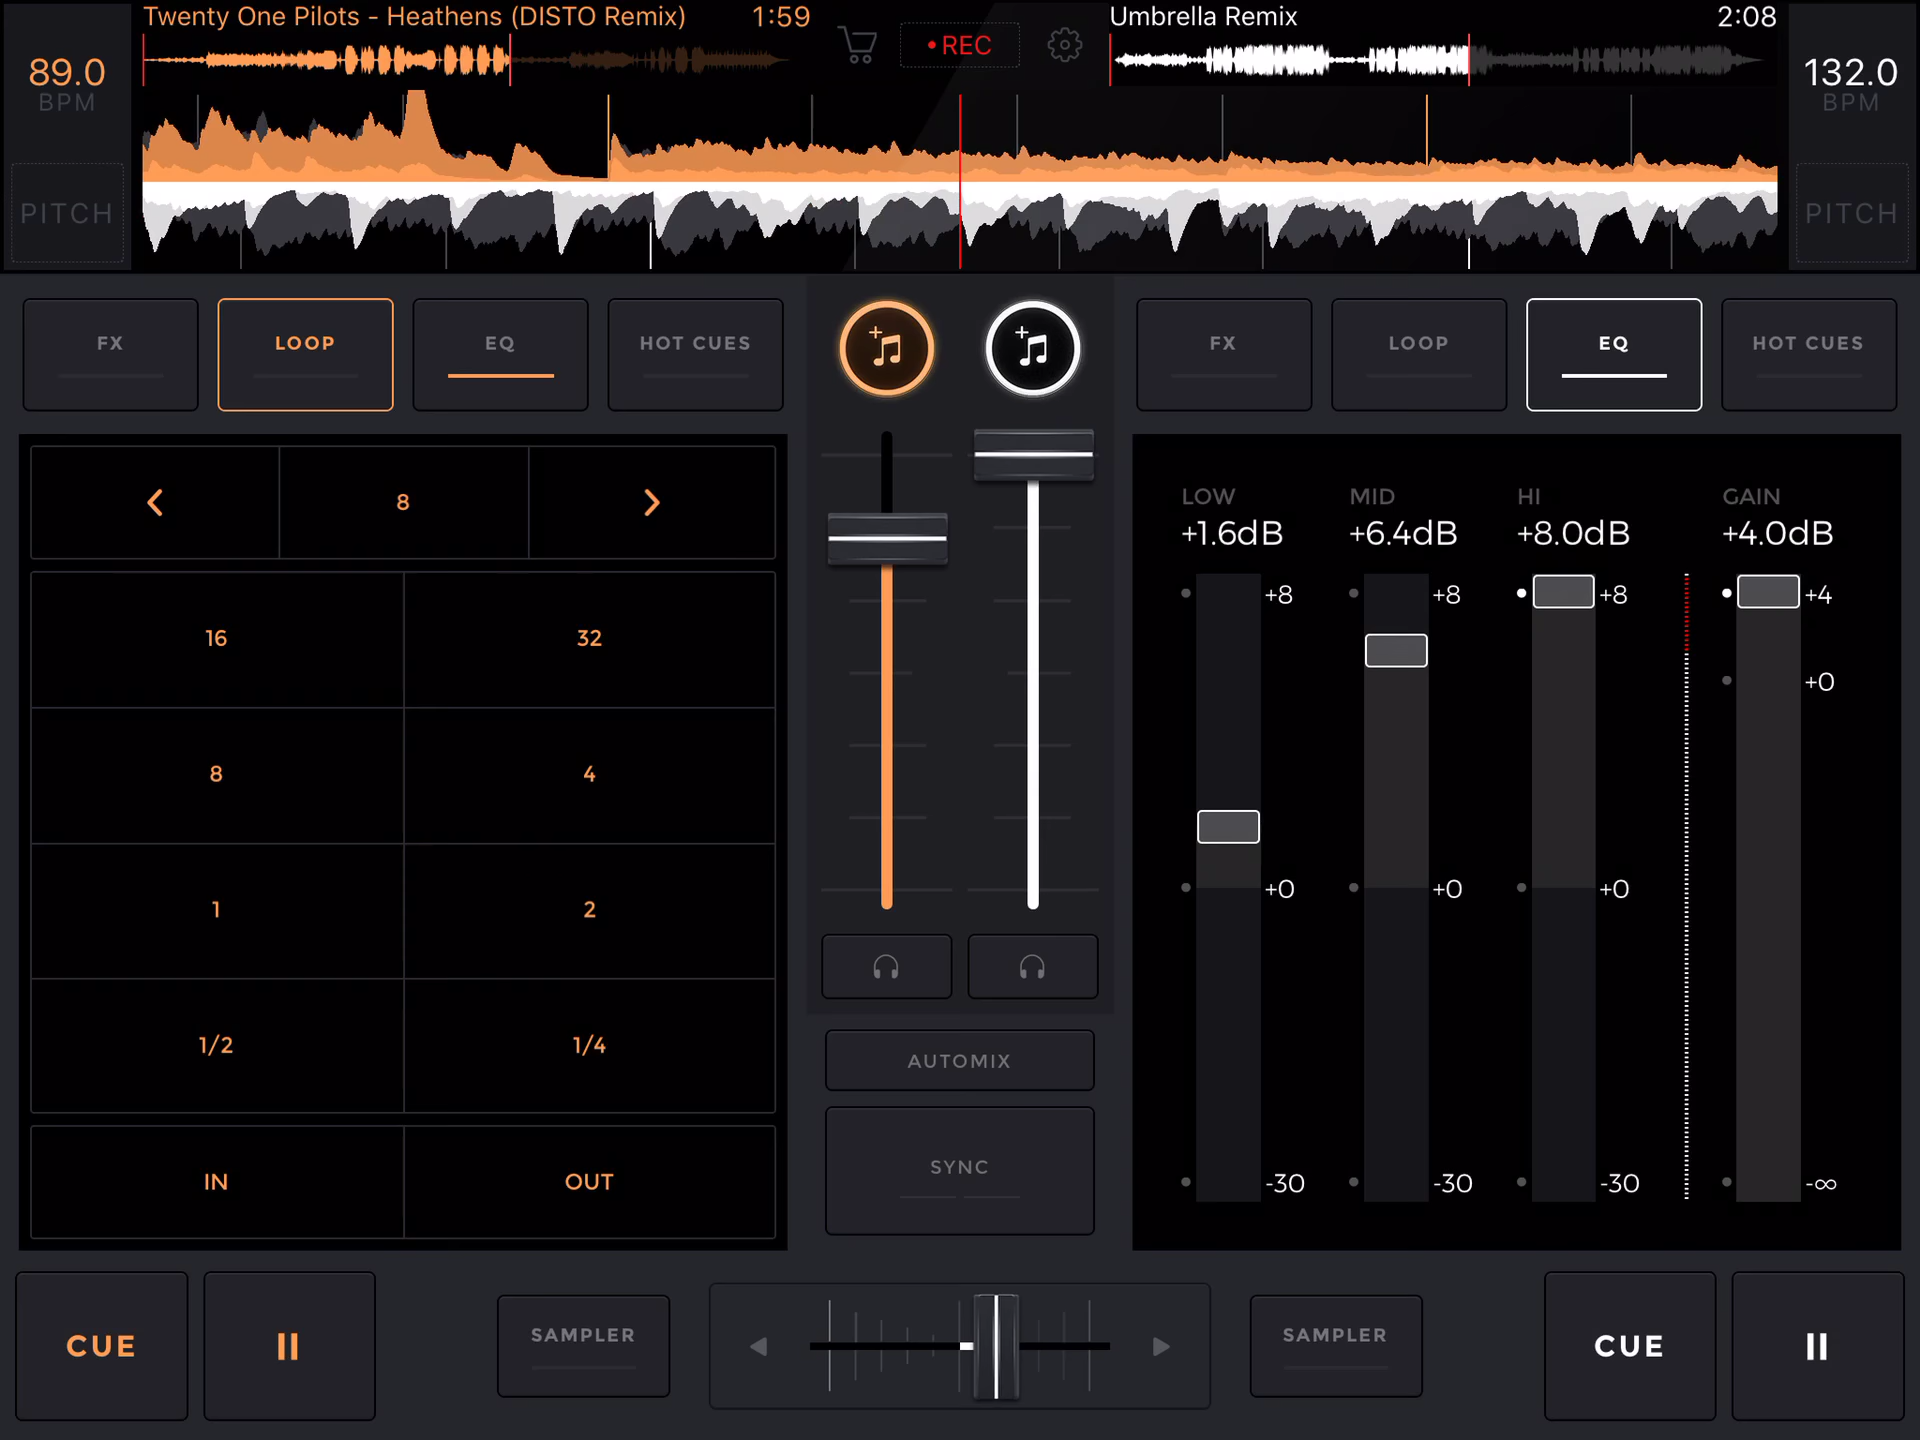 Twenty One Pilots - Heathens (DISTO Remix) 1:59
•REC
Umbrella Remix 2:08
89.0
BPM
132.0
BPM
PITCH
PITCH
FX LOOP EQ HOT CUES
FX LOOP EQ HOT CUES
8
16 32
8 4
1 2
1/2 1/4
IN OUT
AUTOMIX
SYNC
LOW MID HI GAIN
+1.6dB +6.4dB +8.0dB +4.0dB
+8 +8 +8 +4
+0
+0 +0 +0
-30 -30 -30 -∞
CUE
SAMPLER
SAMPLER
CUE